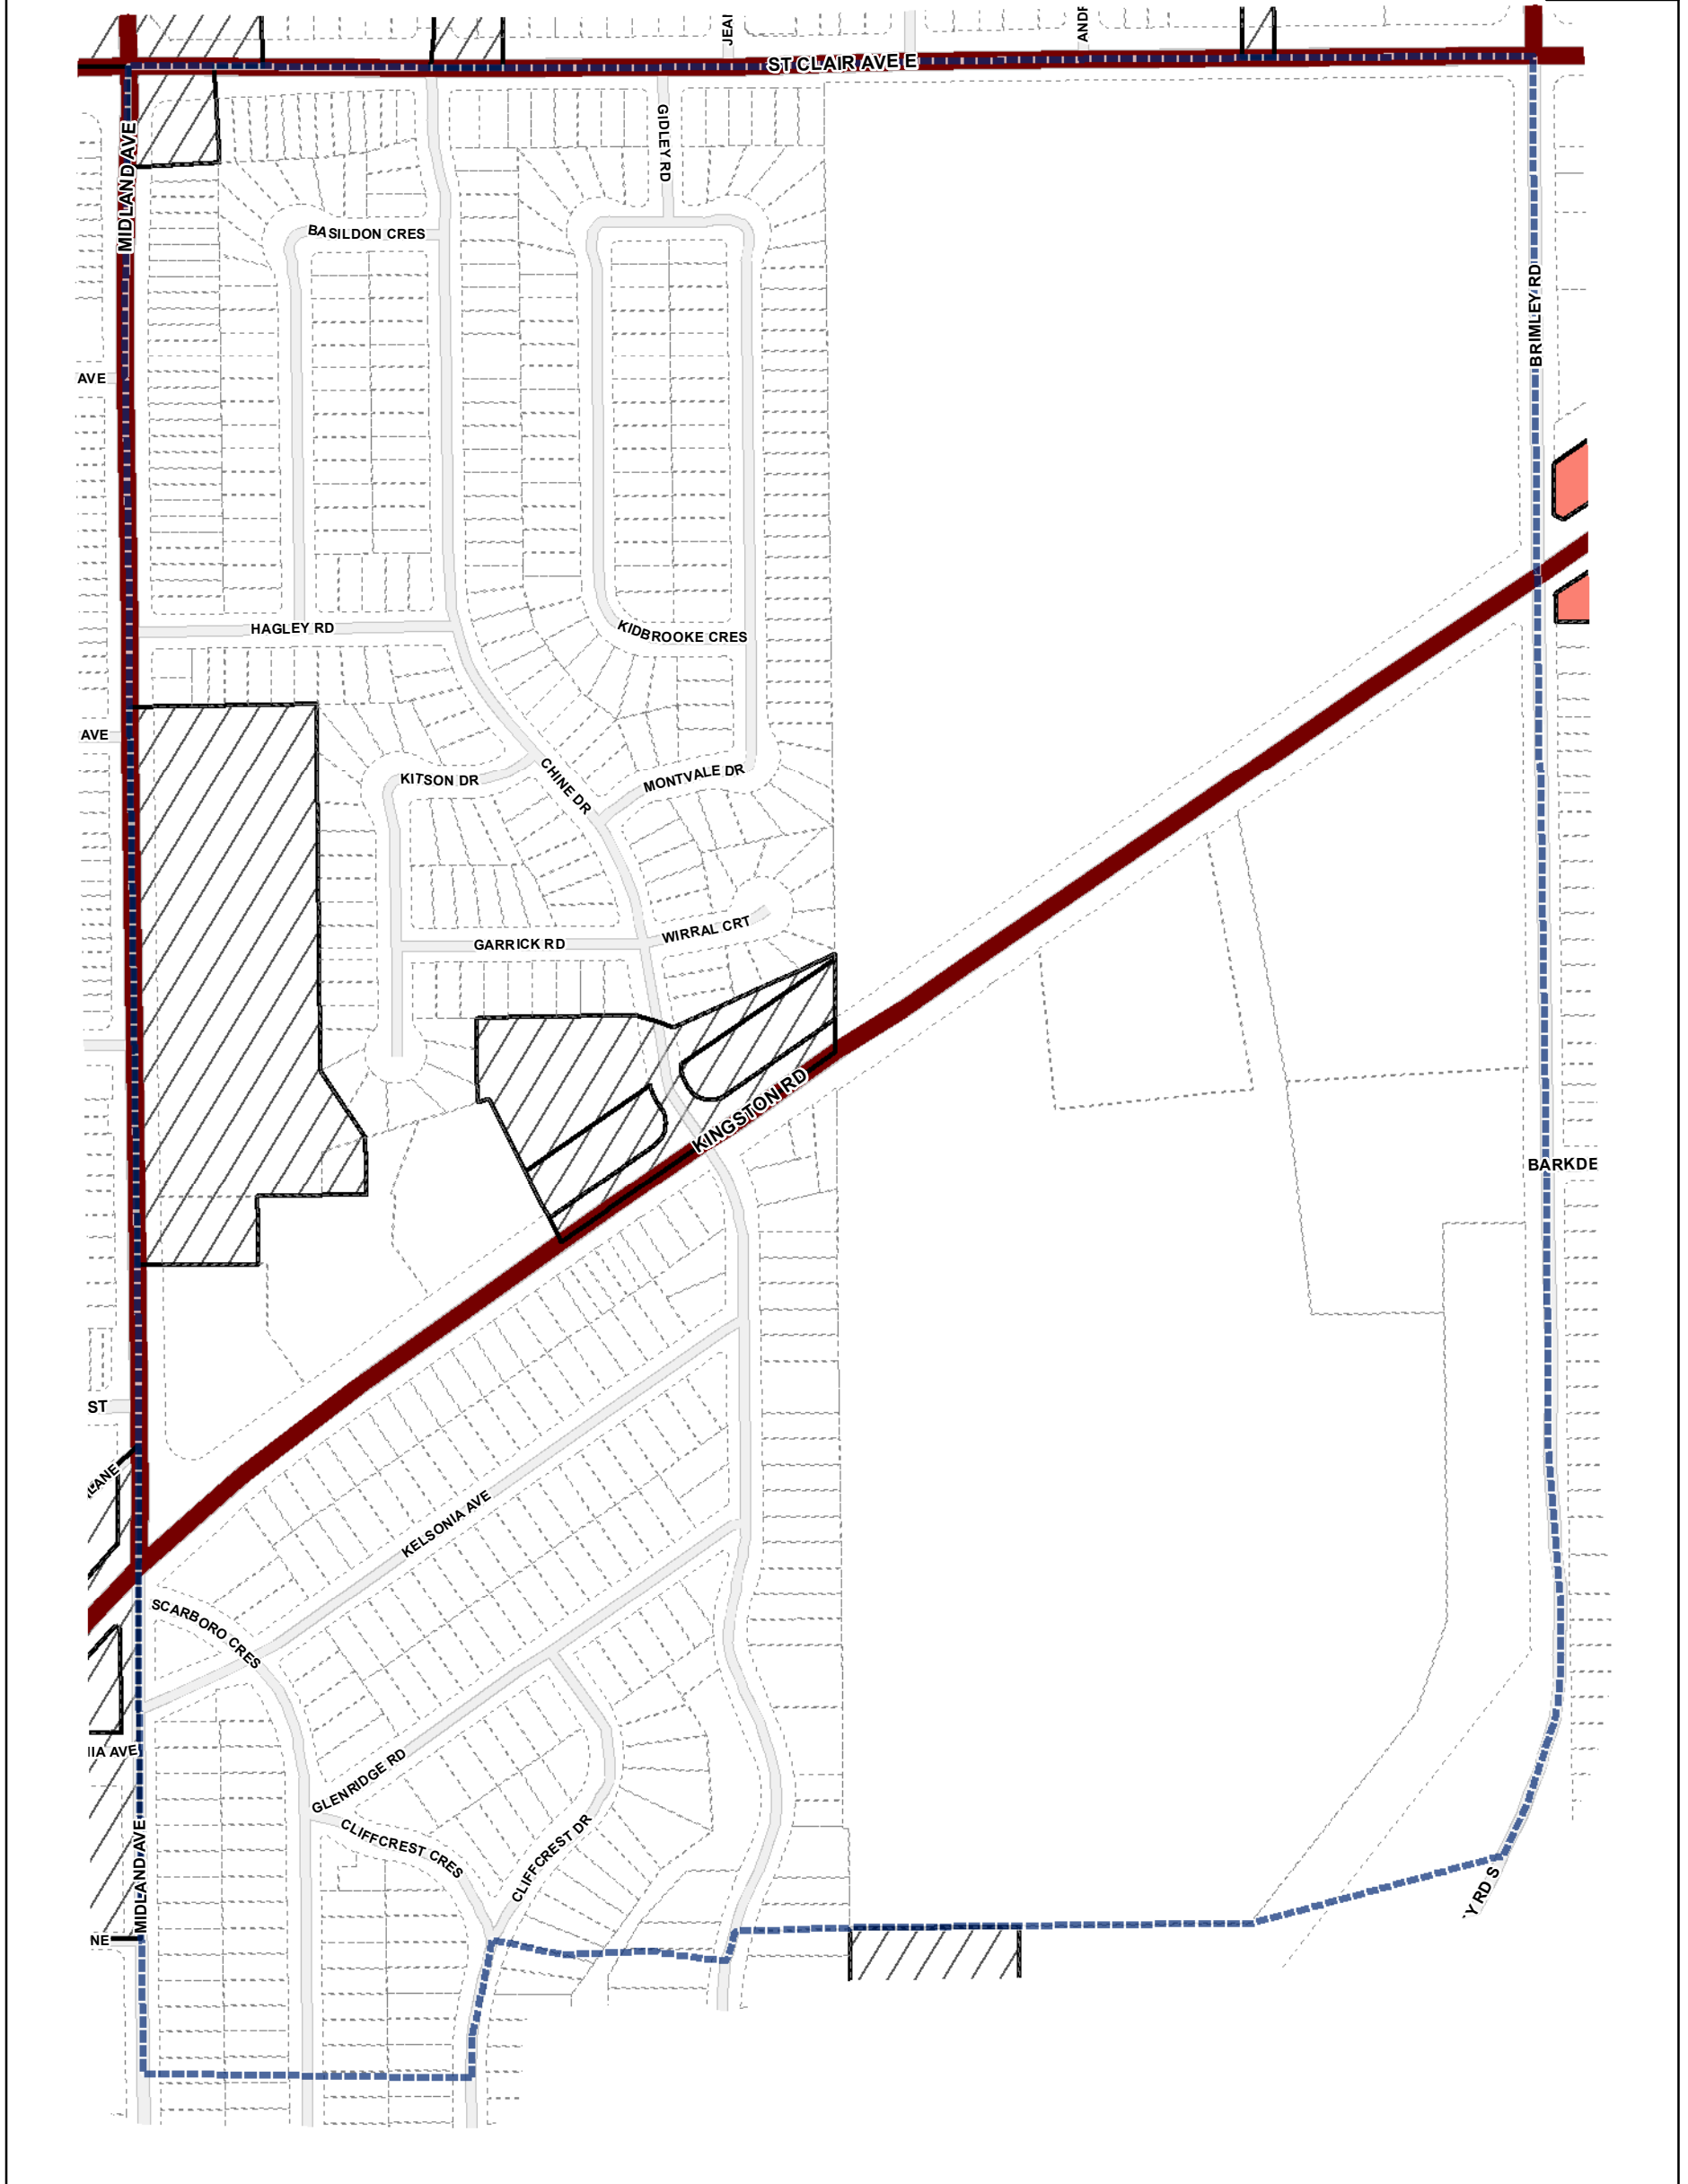 JEAI
ANDF
ST CLAIR AVE E
GIDLEY RD
MIDLAND AVE
BASILDON CRES
BRIMLEY RD
AVE
HAGLEY RD
KIDBROOKE CRES
AVE
KITSON DR
CHINE DR
MONTVALE DR
GARRICK RD
WIRRAL CRT
KINGSTON RD
BARKDE
ST
LANE
KELSONIA AVE
SCARBORO CRES
IIA AVE
GLENRIDGE RD
CLIFFCREST CRES
CLIFFCREST DR
MIDLAND AVE
Y RD S
NE